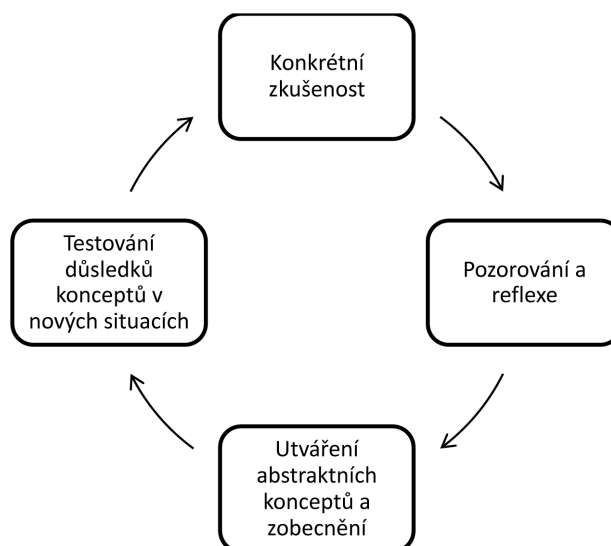 Konkrétní
zkušenost
Pozorování a
reflexe
Utváření
abstraktních
konceptů a
zobecnění
Testování
důsledků
konceptů v
nových situacích